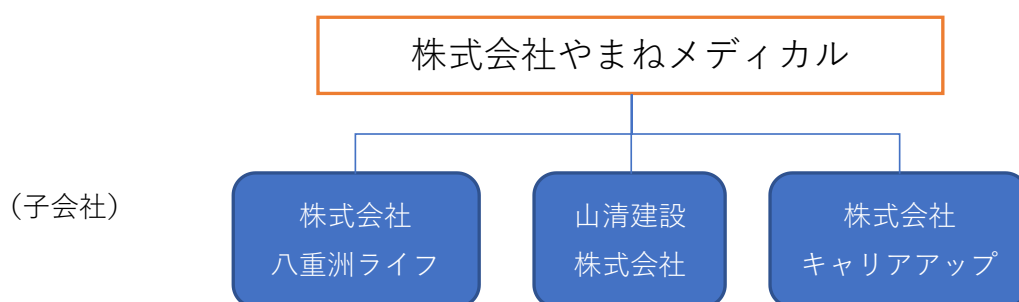 株式会社やまねメディカル
(子会社)
株式会社
八重洲ライフ
山清建設
株式会社
株式会社
キャリアアップ